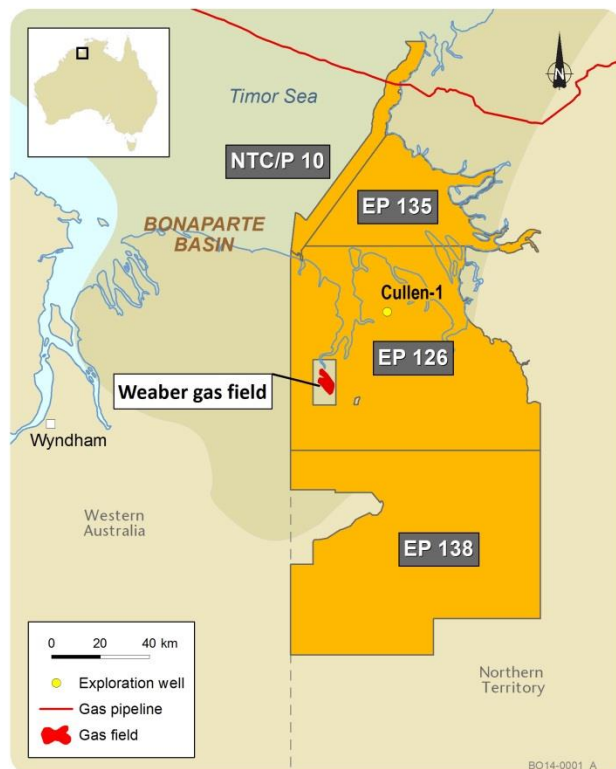 Timor Sea
N
NTC/P 10
EP 135
BONAPARTE
BASIN
Cullen-1
EP 126
Weaber gas field
Wyndham
Western
Australia
EP 138
0 20 40 km
Exploration well
Gas pipeline
Gas field
Northern
Territory
BO14-0001_A